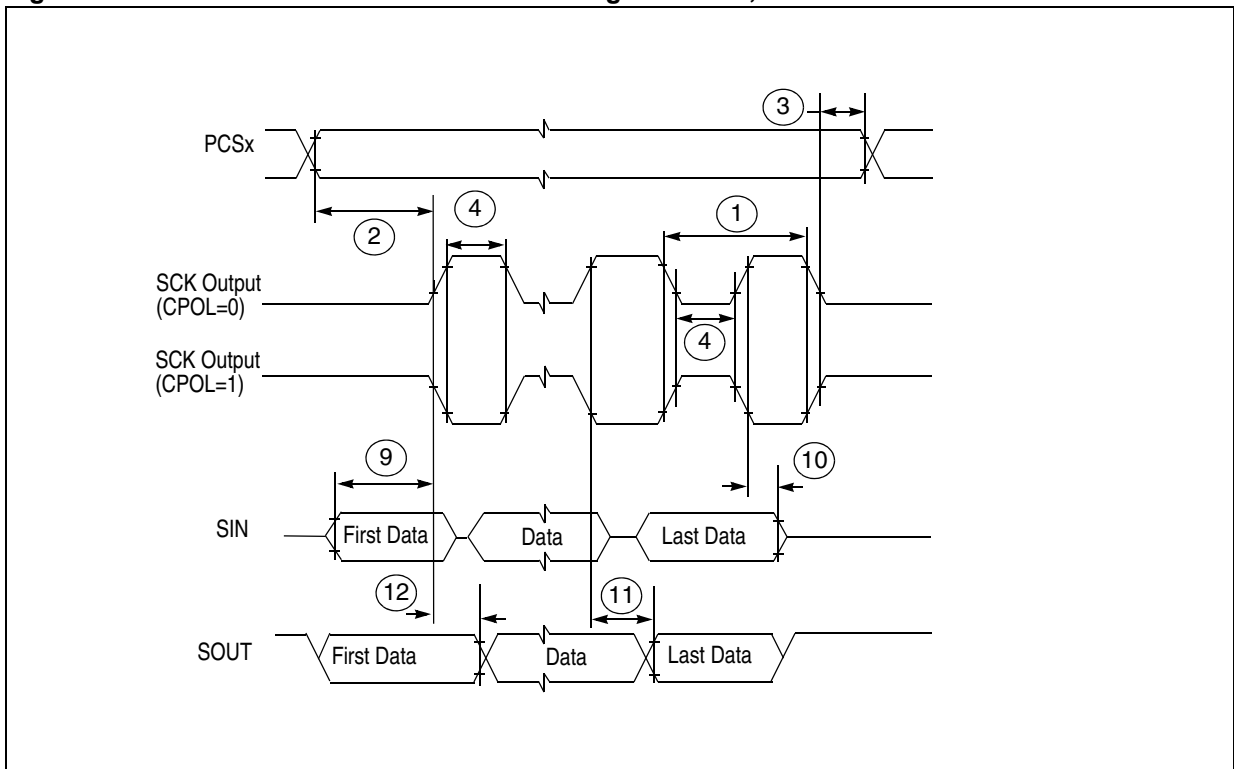 3
PCSx
2
4
1
SCK Output
(CPOL=0)
4
SCK Output
(CPOL=1)
9
10
SIN
First Data
Data
Last Data
12
11
SOUT
First Data
Data
Last Data